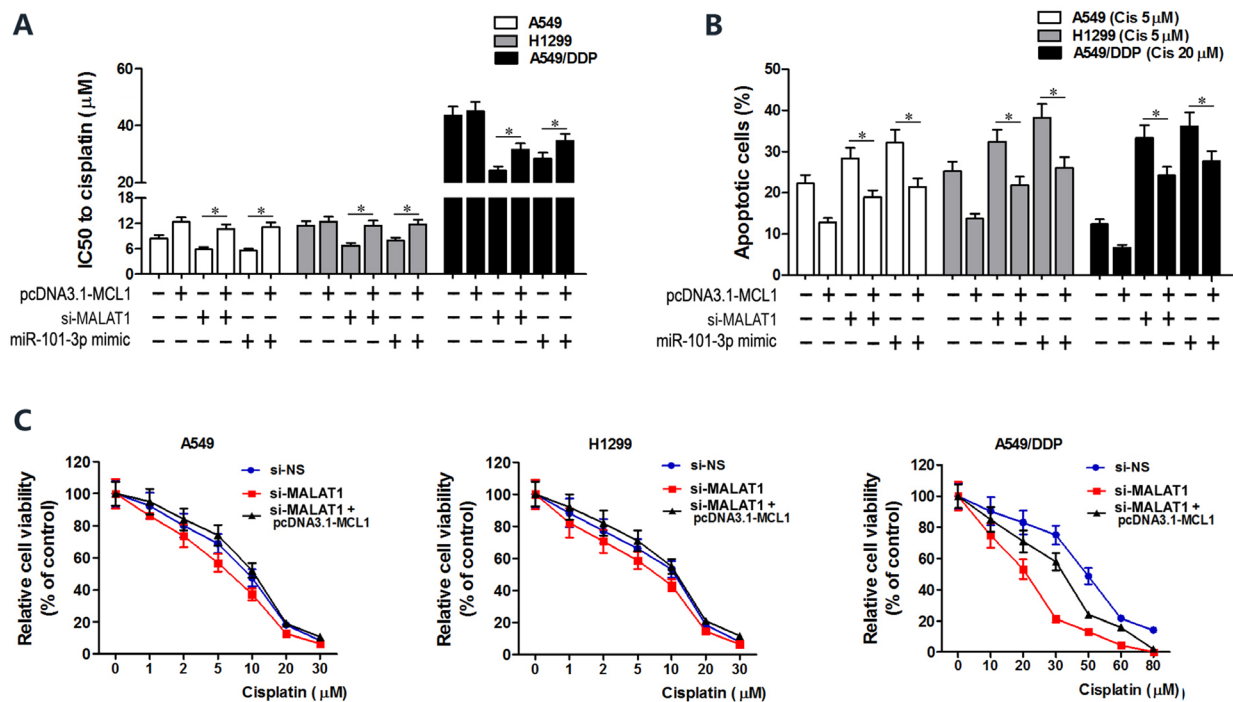 A
A549
H1299
A549/DDP
IC50 to cisplatin (μM)
60
40
20
12
6
0
* * * * * *
pcDNA3.1-MCL1 − + − + − + − + − + − + − + − + − +
si-MALAT1 − − + + − − − − + + − − − − + + − −
miR-101-3p mimic − − − − + + − − − − + + − − − − + +
B
A549 (Cis 5 μM)
H1299 (Cis 5 μM)
A549/DDP (Cis 20 μM)
Apoptotic cells (%)
50
40
30
20
10
0
* * * * * *
pcDNA3.1-MCL1 − + − + − + − + − + − + − + − + − +
si-MALAT1 − − + + − − − − + + − − − − + + − −
miR-101-3p mimic − − − − + + − − − − + + − − − − + +
C
A549
si-NS
si-MALAT1
si-MALAT1 +
pcDNA3.1-MCL1
Relative cell viability
(% of control)
120
100
80
60
40
20
0
0 1 2 5 10 20 30
Cisplatin (μM)
H1299
si-NS
si-MALAT1
si-MALAT1 +
pcDNA3.1-MCL1
Relative cell viability
(% of control)
120
100
80
60
40
20
0
0 1 2 5 10 20 30
Cisplatin (μM)
A549/DDP
si-NS
si-MALAT1
si-MALAT1 +
pcDNA3.1-MCL1
Relative cell viability
(% of control)
120
100
80
60
40
20
0
0 10 20 30 50 60 80
Cisplatin (μM))